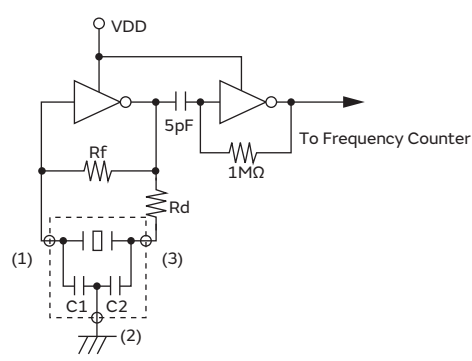 VDD
5pF
To Frequency Counter
Rf
1MΩ
Rd
(1)
(3)
C1
C2
(2)